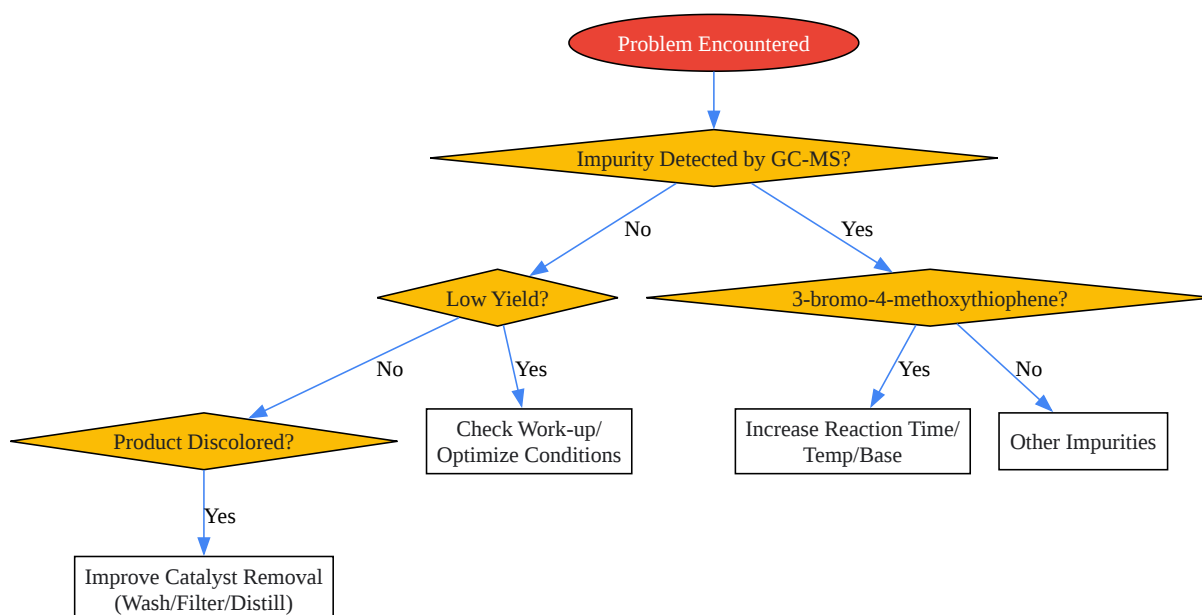 Problem Encountered
Impurity Detected by GC-MS?
No
Yes
Low Yield?
3-bromo-4-methoxythiophene?
No
Yes
Yes
No
Product Discolored?
Check Work-up/
Optimize Conditions
Increase Reaction Time/
Temp/Base
Other Impurities
Yes
Improve Catalyst Removal
(Wash/Filter/Distill)